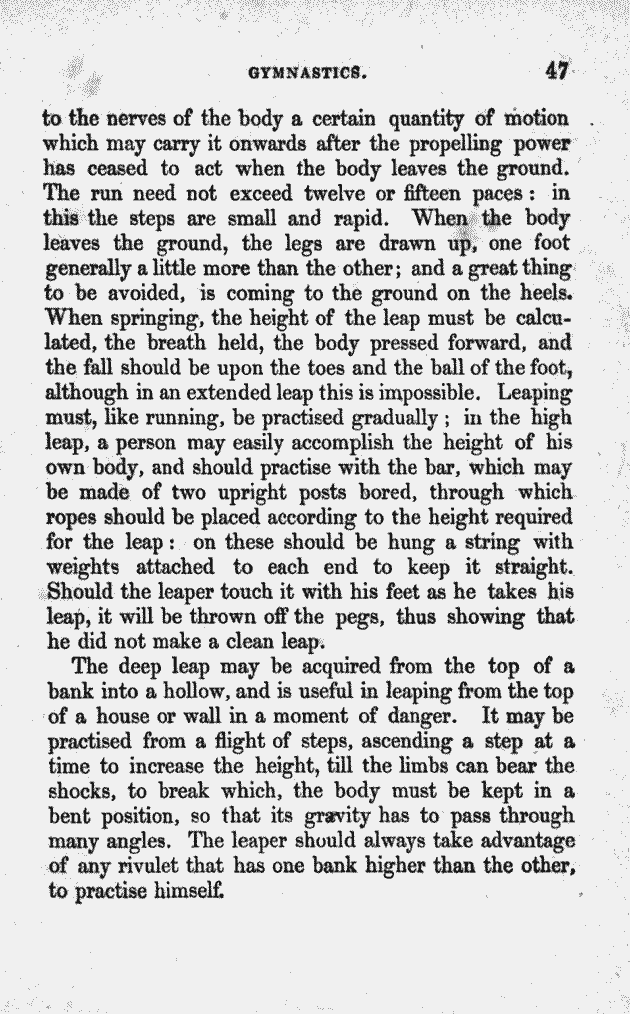 GYMNASTICS. 47
to the nerves of the body a certain quantity of motion
which may carry it onwards after the propelling power
has ceased to act when the body leaves the ground.
The run need not exceed twelve or fifteen paces : in
this the steps are small and rapid. When the body
leaves the ground, the legs are drawn up, one foot
generally a little more than the other; and a great thing
to be avoided, is coming to the ground on the heels.
When springing, the height of the leap must be calcu-
lated, the breath held, the body pressed forward, and
the fall should be upon the toes and the ball of the foot,
although in an extended leap this is impossible. Leaping
must, like running, be practised gradually ; in the high
leap, a person may easily accomplish the height of his
own body, and should practise with the bar, which may
be made of two upright posts bored, through which
ropes should be placed according to the height required
for the leap : on these should be hung a string with
weights attached to each end to keep it straight.
Should the leaper touch it with his feet as he takes his
leap, it will be thrown off the pegs, thus showing that
he did not make a clean leap.
The deep leap may be acquired from the top of a
bank into a hollow, and is useful in leaping from the top
of a house or wall in a moment of danger. It may be
practised from a flight of steps, ascending a step at a
time to increase the height, till the limbs can bear the
shocks, to break which, the body must be kept in a
bent position, so that its gravity has to pass through
many angles. The leaper should always take advantage
of any rivulet that has one bank higher than the other,
to practise himself.